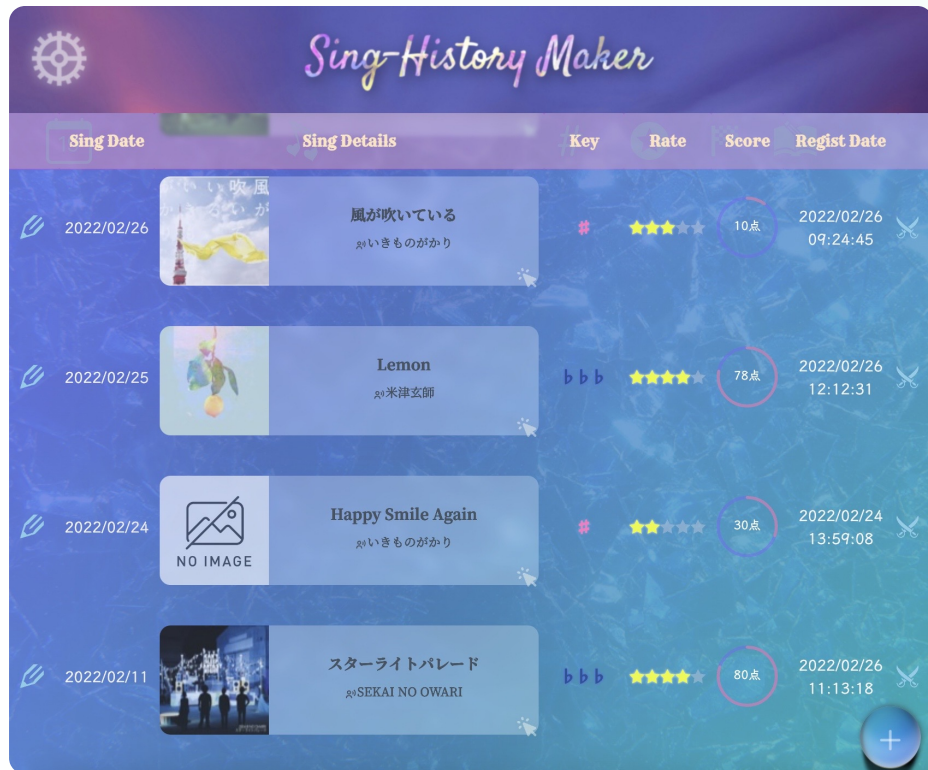 Sing-History Maker
Sing Date Sing Details Key Rate Score Regist Date
2022/02/26
いい吹風
風が吹いている
いきものがかり
♯
10点
2022/02/26
09:24:45
2022/02/25
Lemon
米津玄師
♭♭♭
78点
2022/02/26
12:12:31
2022/02/24
NO IMAGE
Happy Smile Again
いきものがかり
♯
30点
2022/02/24
13:59:08
2022/02/11
スターライトパレード
SEKAI NO OWARI
♭♭♭
80点
2022/02/26
11:13:18
+